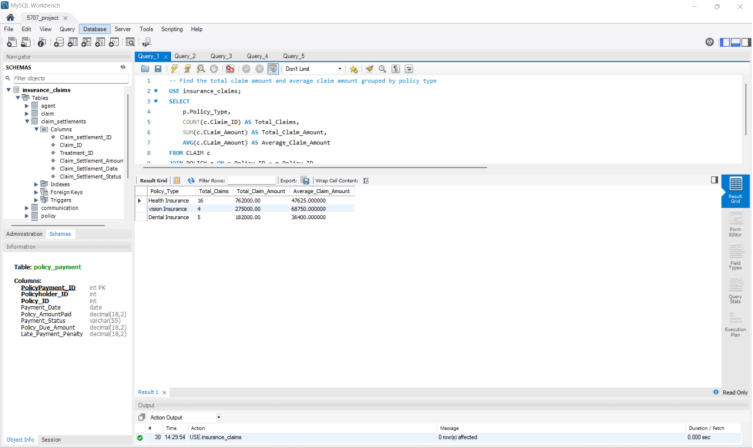 MySQL Workbench
5707_project
File Edit View Query Database Server Tools Scripting Help
Navigator
SCHEMAS
Filter objects
insurance_claims
Tables
agent
claim
claim_settlements
Columns
Claim_settlement_ID
Claim_ID
Treatment_ID
Claim_Settlement_Amoun
Claim_Settlement_Date
Claim_Settlement_Status
Indexes
Foreign Keys
Triggers
communication
policy
Administration Schemas
Information
Table: policy_payment
Columns:
PolicyPayment_ID int PK
Policyholder_ID int
Policy_ID int
Payment_Date date
Policy_AmountPaid decimal(18,2)
Payment_Status varchar(55)
Policy_Due_Amount decimal(18,2)
Late_Payment_Penalty decimal(18,2)
Object Info Session
Query_1 Query_2 Query_3 Query_4 Query_5
Don't Limit
1 -- Find the total claim amount and average claim amount grouped by policy type
2 USE insurance_claims;
3 SELECT
4 p.Policy_Type,
5 COUNT(c.Claim_ID) AS Total_Claims,
6 SUM(c.CLaim_Amount) AS Total_Claim_Amount,
7 AVG(c.CLaim_Amount) AS Average_Claim_Amount
8 FROM CLAIM c
9 JOIN POLICY p ON c.Policy_ID = p.Policy_ID
Result Grid Filter Rows: Export: Wrap Cell Content:
Policy_Type Total_Claims Total_Claim_Amount Average_Claim_Amount
Health Insurance 16 762000.00 47625.000000
vision Insurance 4 275000.00 68750.000000
Dental Insurance 5 182000.00 36400.000000
Result
Grid
Form
Editor
Field
Types
Query
Stats
Execution
Plan
Result 1 Read Only
Output
Action Output
# Time Action Message Duration / Fetch
30 14:29:54 USE insurance_claims 0 row(s) affected 0.000 sec